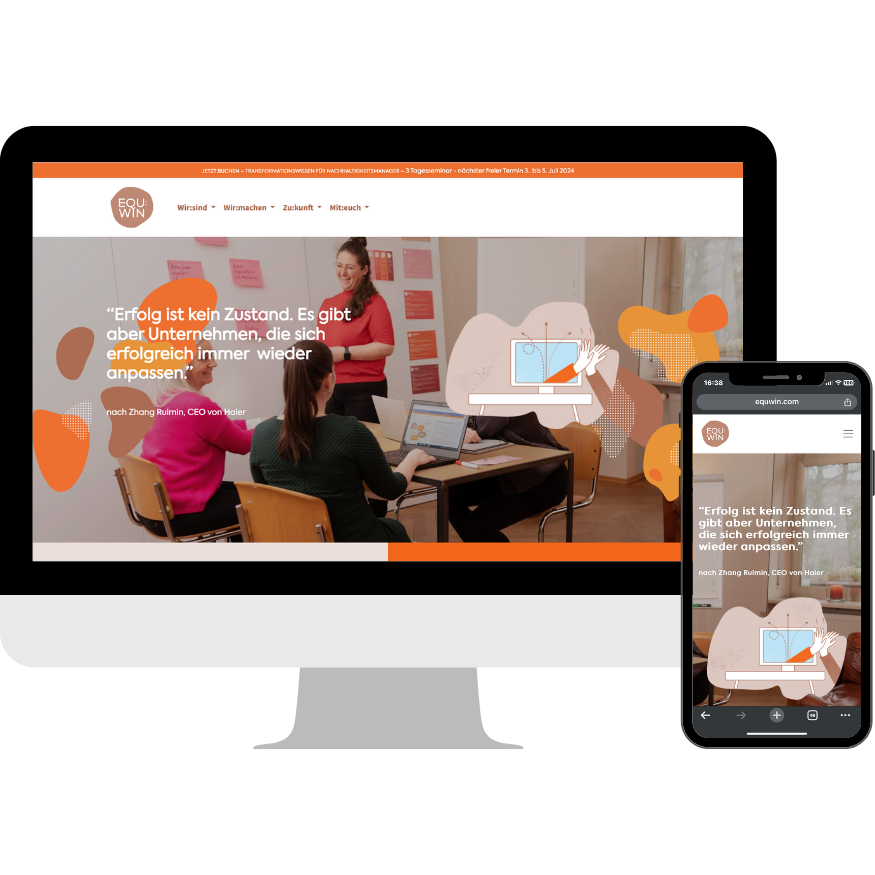 JETZT BUCHEN – TRANSFORMATIONSWISSEN FÜR NACHHALTIGKEITSMANAGER – 3 Tagesseminar - nächster freier Termin 3.. bis 5. Juli 2024
EQU:
WIN
Wir:sind Wir:machen Zu:kunft Mit:euch
“Erfolg ist kein Zustand. Es gibt
aber Unternehmen, die sich
erfolgreich immer wieder
anpassen.”
nach Zhang Ruimin, CEO von Haier
16:38
equwin.com
EQU:
WIN
“Erfolg ist kein Zustand. Es
gibt aber Unternehmen,
die sich erfolgreich immer
wieder anpassen.”
nach Zhang Ruimin, CEO von Haier